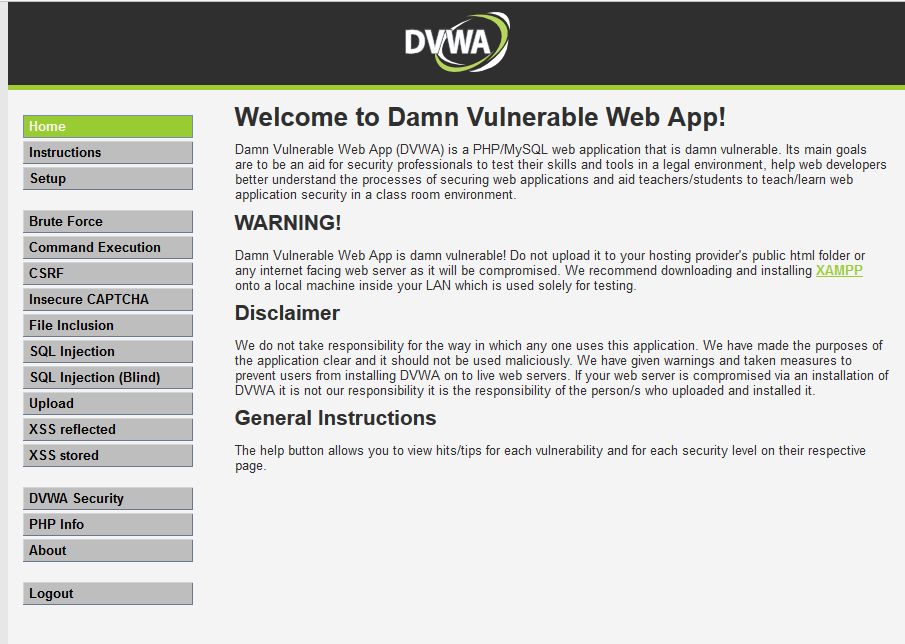 DVWA
Home
Instructions
Setup
Brute Force
Command Execution
CSRF
Insecure CAPTCHA
File Inclusion
SQL Injection
SQL Injection (Blind)
Upload
XSS reflected
XSS stored
DVWA Security
PHP Info
About
Logout
Welcome to Damn Vulnerable Web App!
Damn Vulnerable Web App (DVWA) is a PHP/MySQL web application that is damn vulnerable. Its main goals
are to be an aid for security professionals to test their skills and tools in a legal environment, help web developers
better understand the processes of securing web applications and aid teachers/students to teach/learn web
application security in a class room environment.
WARNING!
Damn Vulnerable Web App is damn vulnerable! Do not upload it to your hosting provider's public html folder or
any internet facing web server as it will be compromised. We recommend downloading and installing XAMPP
onto a local machine inside your LAN which is used solely for testing.
Disclaimer
We do not take responsibility for the way in which any one uses this application. We have made the purposes of
the application clear and it should not be used maliciously. We have given warnings and taken measures to
prevent users from installing DVWA on to live web servers. If your web server is compromised via an installation of
DVWA it is not our responsibility it is the responsibility of the person/s who uploaded and installed it.
General Instructions
The help button allows you to view hits/tips for each vulnerability and for each security level on their respective
page.